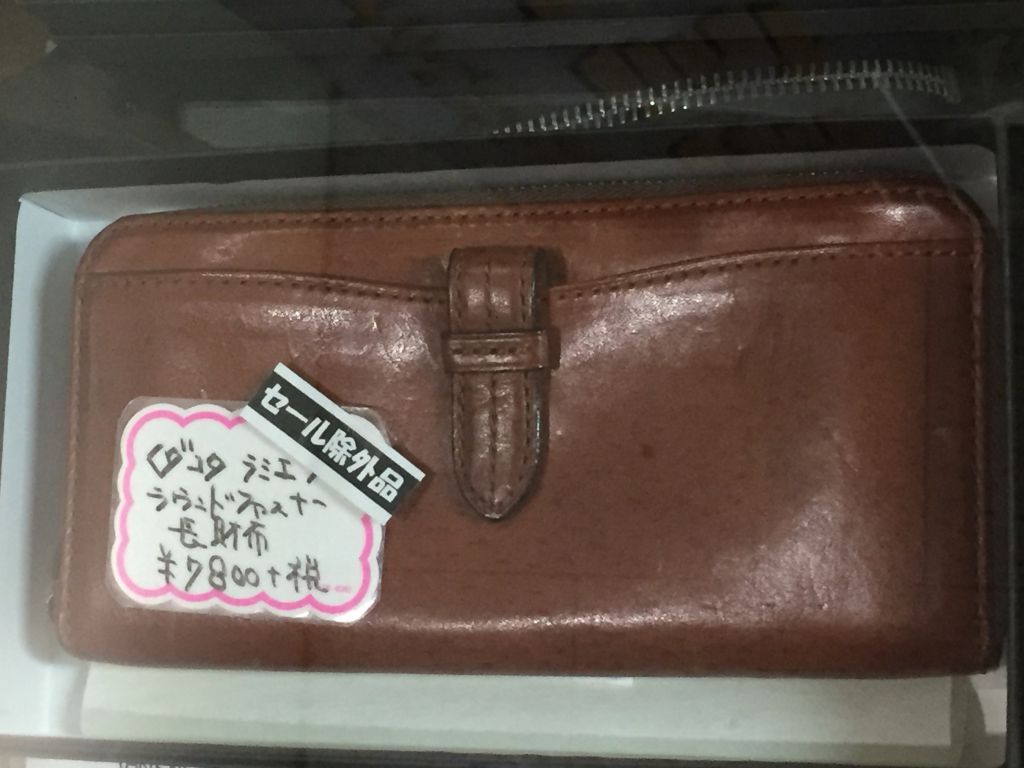 セール除外品
くダコタ ラミエ
ラウンドファスナー
長財布
¥7800+税